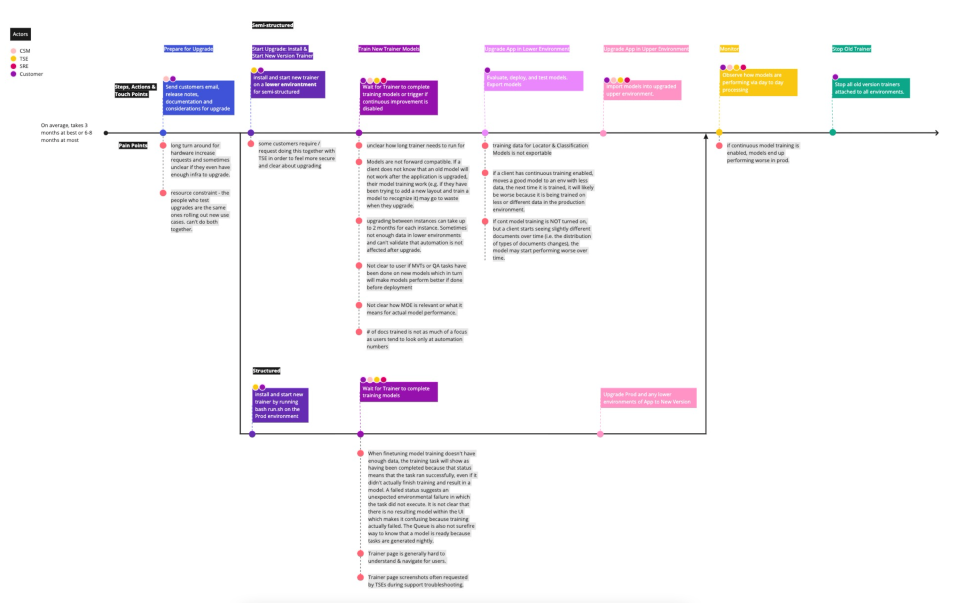 Semi-structured
Actors
CSM
TSE
SRE
Customer
Prepare for Upgrade
Start Upgrade: Install &
Start New Version Trainer
Train New Trainer Models
Upgrade App in Lower Environment
Upgrade App in Upper Environment
Monitor
Stop Old Trainer
Steps, Actions &
Touch Points
Send customers email,
release notes,
documentation and
considerations for upgrade
Install and start new trainer
on a lower environment
for semi-structured
Wait for Trainer to complete
training models or trigger if
continuous improvement is
disabled
Evaluate, deploy, and test models.
Export models
Import Models into upgraded
upper environment.
Observe how models are
performing via day to day
processing
Stop all old version trainers
attached to all environments.
On average, takes 3
months at best or 6-8
months at most
Pain Points
long turn around for
hardware increase
requests and sometimes
unclear if they even have
enough infra to upgrade.
resource constraint - the
people who test
upgrades are the same
ones rolling out new use
cases. can't do both
together.
some customers require /
request doing this together with
TSE in order to feel more secure
and clear about upgrading
unclear how long trainer needs to run for
Models are not forward compatible. If a
client does not know that an old model will
not work after the application is upgraded,
their model training work (e.g. if they have
been trying to add a new layout and train a
model to recognize it) may go to waste
when they upgrade.
upgrading between instances can take up
to 2 months for each instance. Sometimes
not enough data in lower environments
and can't validate that automation is not
affected after upgrade.
Not clear to user if MVTs or QA tasks have
been done on new models which in turn
will make models perform better if done
before deployment
Not clear how MOE is relevant or what it
means for actual model performance.
# of docs trained is not as much of a focus
as users tend to look only at automation
numbers
training data for Locator & Classification
Models is not exportable
if a client has continuous training enabled,
moves a good model to an env with less
data, the next time it is trained, it will likely
be worse because it is being trained on
less or different data in the production
environment.
If cont model training is NOT turned on,
but a client starts seeing slightly different
documents over time (i.e. the distribution
of types of documents changes), the
model may start performing worse over
time.
If continuous model training is
enabled, models end up
performing worse in prod.
Structured
Install and start new
trainer by running
bash run.sh on the
Prod environment
Wait for Trainer to complete
training models
Upgrade Prod and any lower
environments of App to New Version
When finetuning model training doesn't have
enough data, the training task will show as
having been completed because that status
means that the task ran successfully, even if it
didn't actually finish training and result in a
model. A failed status suggests an
unexpected environmental failure in which
the task did not execute. It is not clear that
there is no resulting model within the UI
which makes it confusing because training
actually failed. The Queue is also not surefire
way to know that a model is ready because
tasks are generated nightly.
Trainer page is generally hard to
understand & navigate for users.
Trainer page screenshots often requested
by TSEs during support troubleshooting.